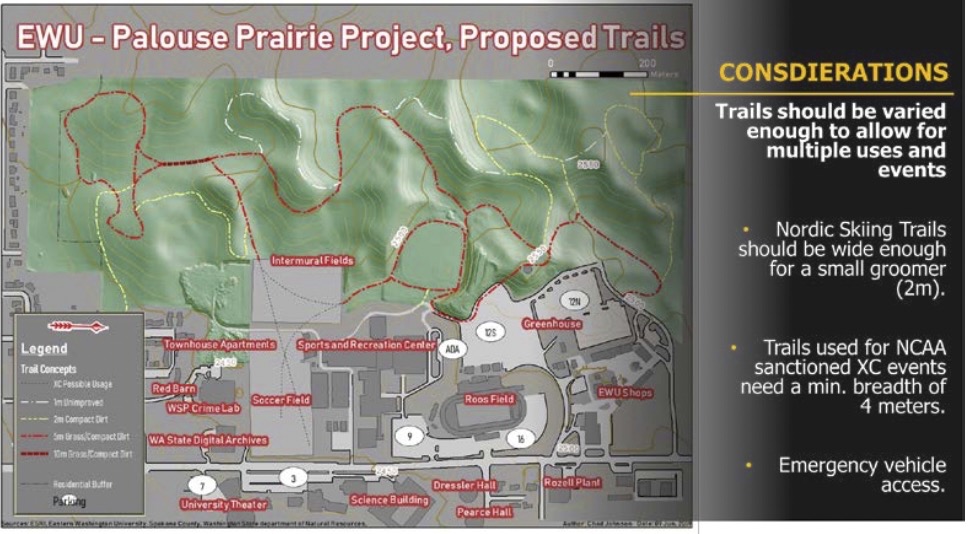 EWU - Palouse Prairie Project, Proposed Trails
0 200
Meters
2500
2500
2500
Intermural Fields
12N
12S
Greenhouse
ADA
Townhouse Apartments
Sports and Recreation Center
2450
Red Barn
WSP Crime Lab
Soccer Field
Roos Field
EWU Shops
WA State Digital Archives
9
16
2500
2450
7
3
University Theater
Science Building
Dressler Hall
Rozell Plant
Pearce Hall
Legend
Trail Concepts
XC Possible Usage
1m Unimproved
2m Compact Dirt
5m Grass/Compact Dirt
10m Grass/Compact Dirt
Residential Buffer
Parking
Sources: ESRI, Eastern Washington University, Spokane County, Washington State department of Natural Resources,
Author: Chad Johnson
CONSDIERATIONS
Trails should be varied
enough to allow for
multiple uses and
events
• Nordic Skiing Trails
should be wide enough
for a small groomer
(2m).
• Trails used for NCAA
sanctioned XC events
need a min. breadth of
4 meters.
• Emergency vehicle
access.